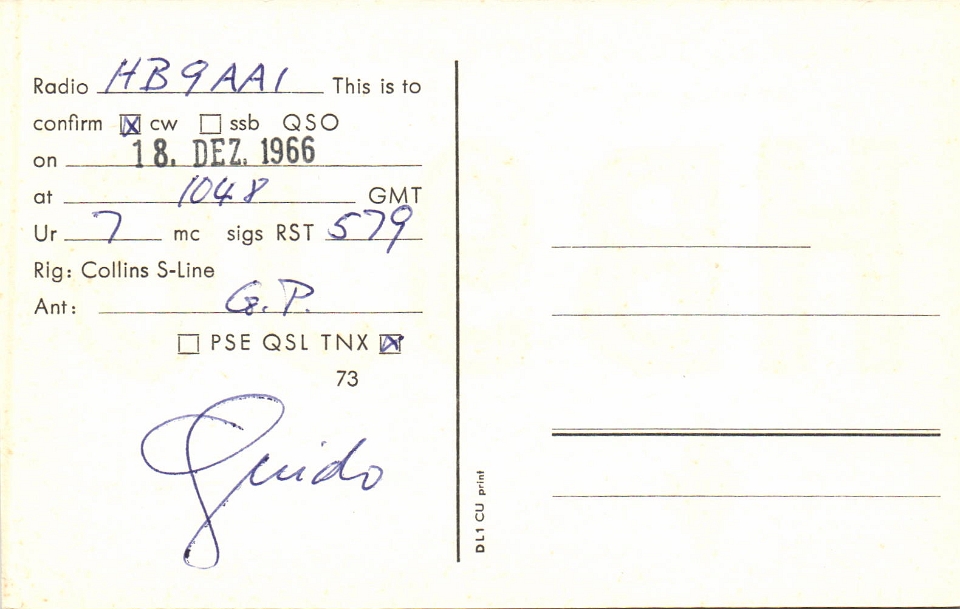 Radio HB9AAI This is to
confirm ☒ cw ☐ ssb QSO
on 18. DEZ. 1966
at 1048 GMT
Ur 7 mc sigs RST 579
Rig: Collins S-Line
Ant: G.P.
☐ PSE QSL TNX ☒
73
Guido
DL1 CU print